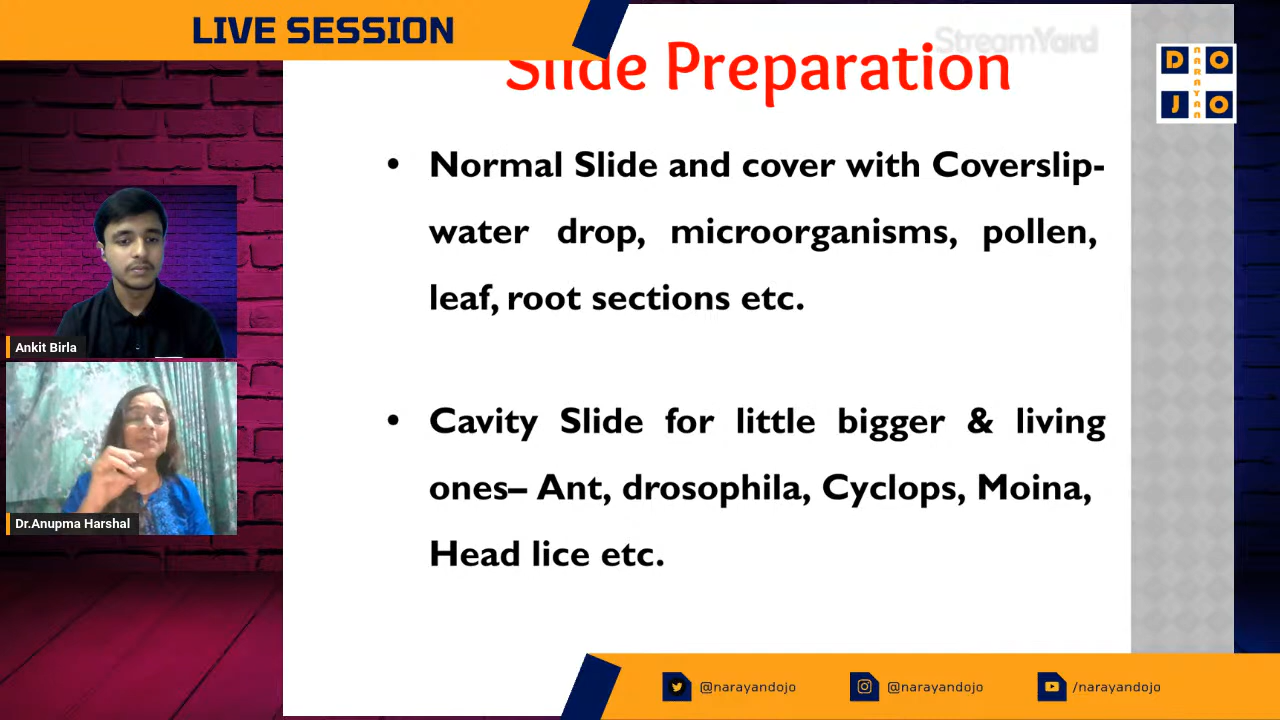 LIVE SESSION
StreamYard
Slide Preparation
D O
J O
NARAYAN
• Normal Slide and cover with Coverslip-
water drop, microorganisms, pollen,
leaf, root sections etc.
• Cavity Slide for little bigger & living
ones– Ant, drosophila, Cyclops, Moina,
Head lice etc.
Ankit Birla
Dr.Anupma Harshal
@narayandojo
@narayandojo
/narayandojo